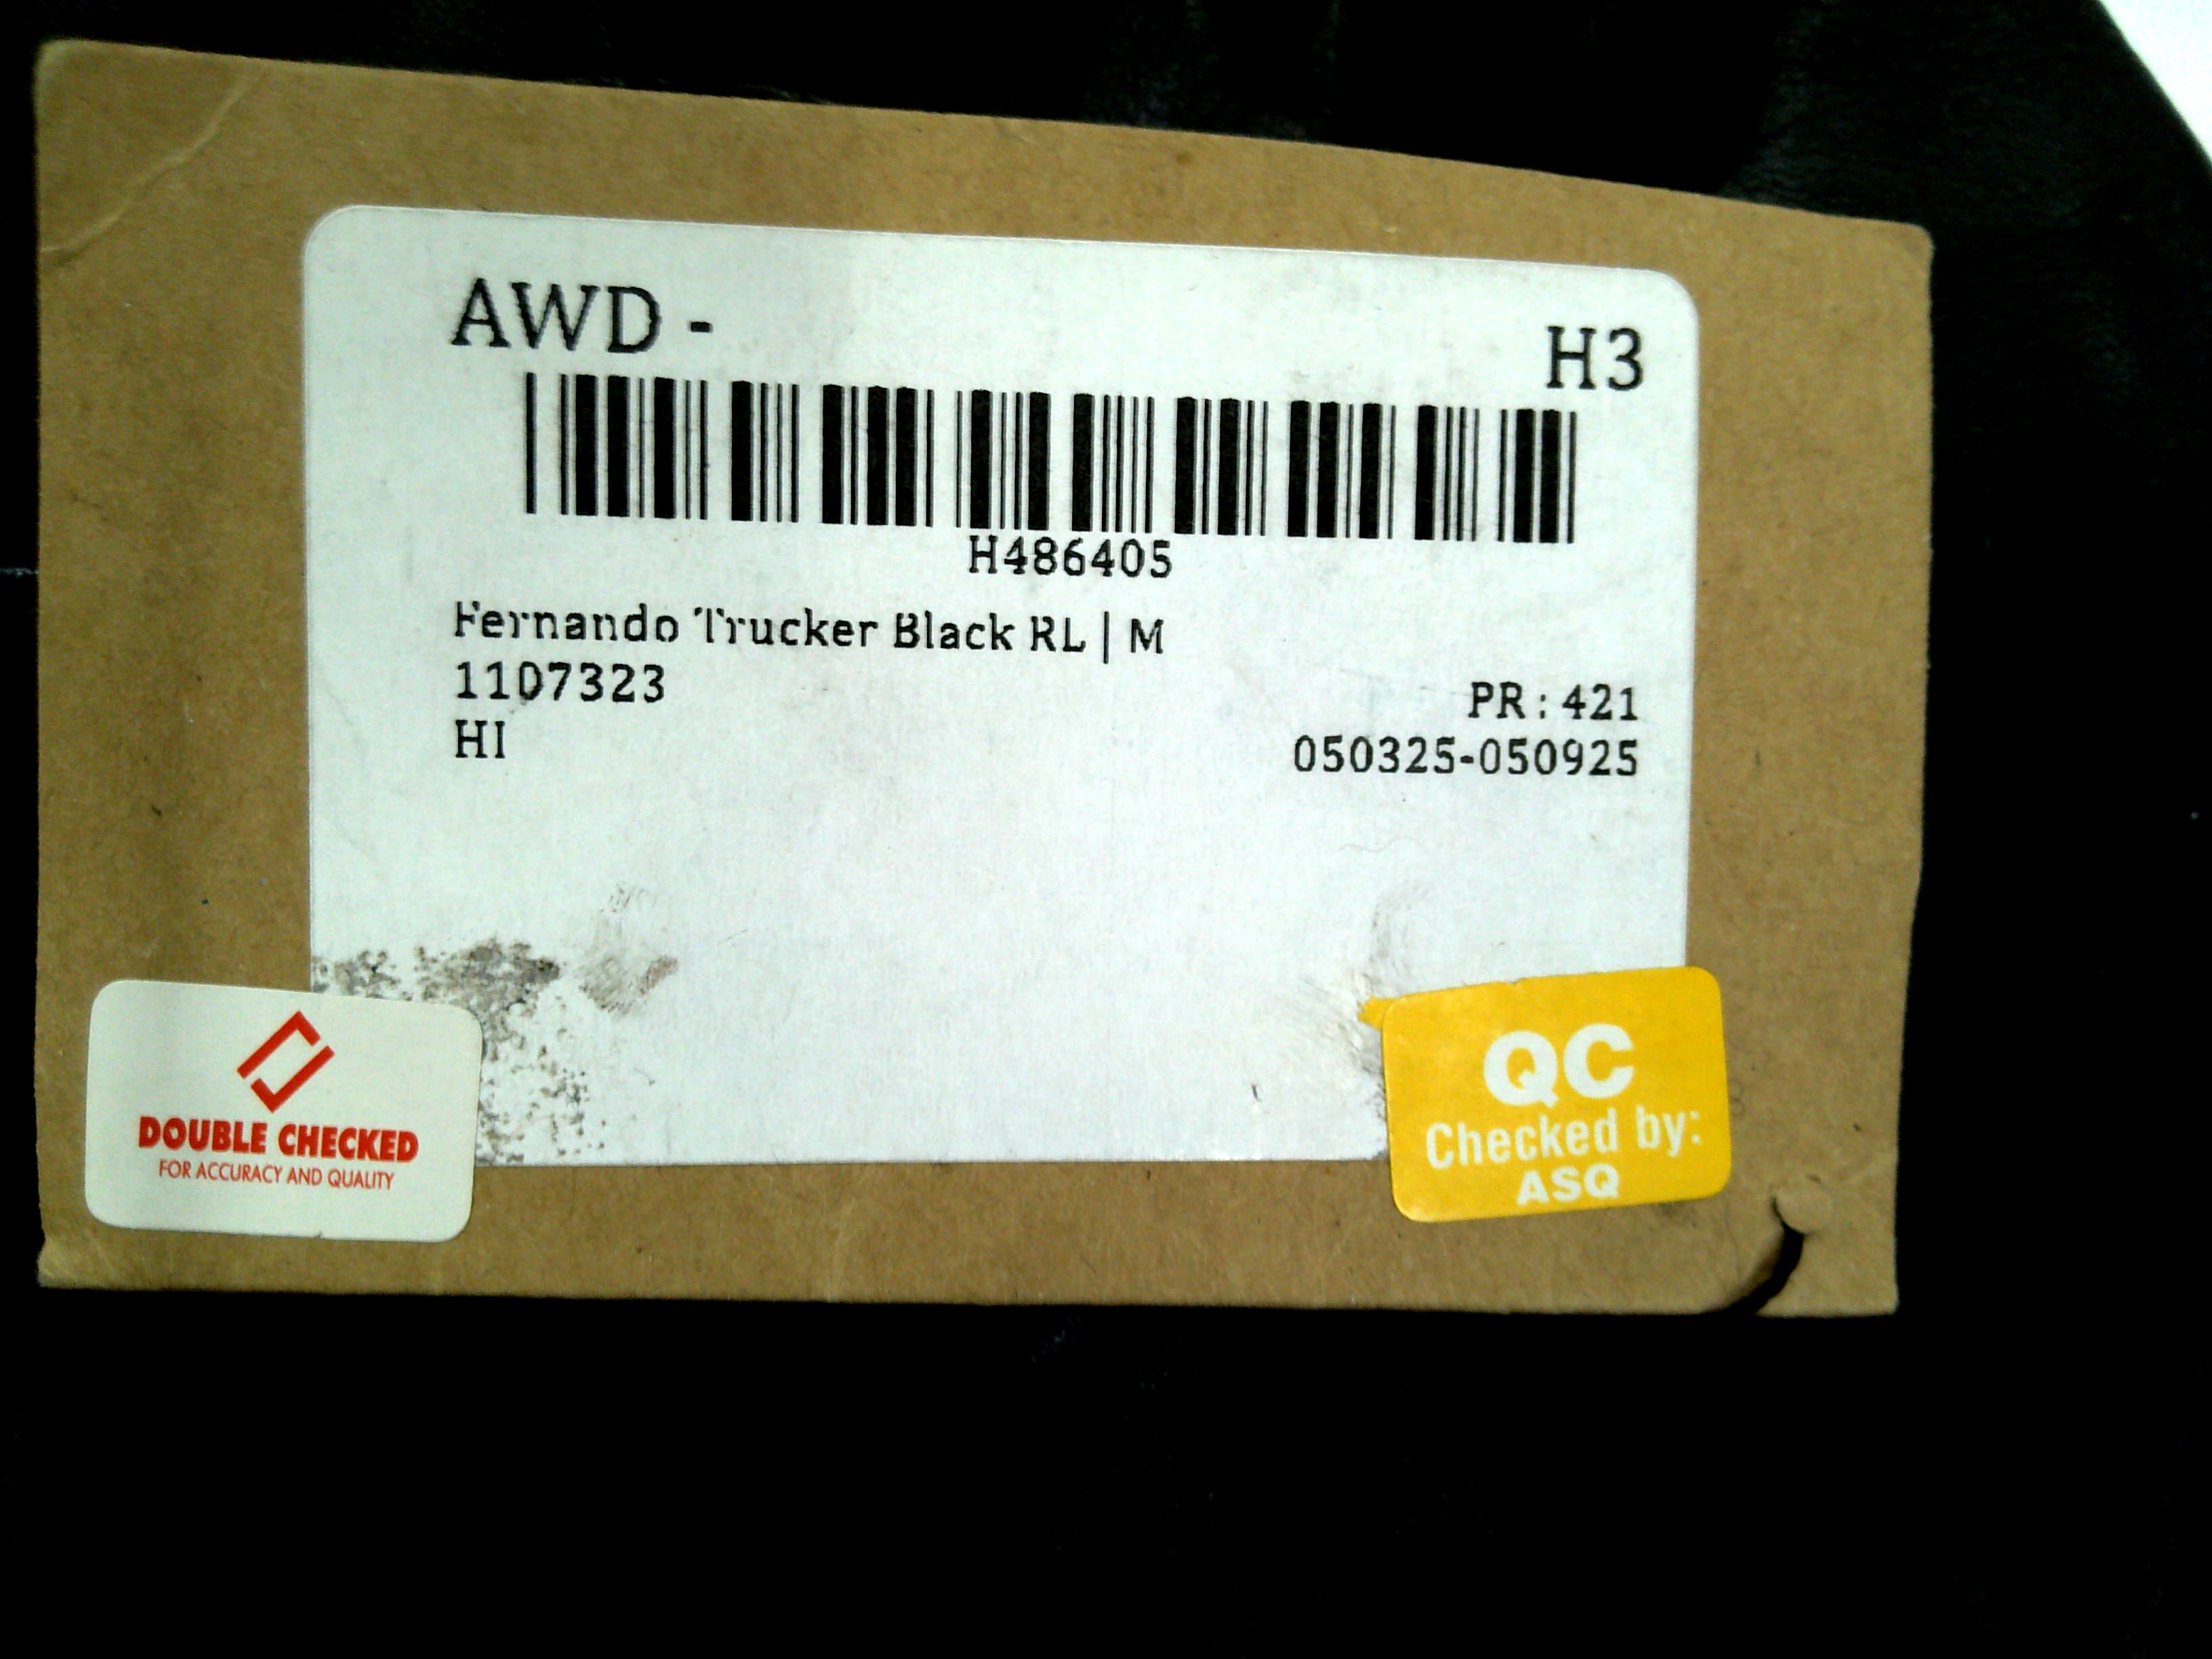 AWD -
H3
H486405
Fernando Trucker Black RL | M
1107323
PR: 421
HI
050325-050925
DOUBLE CHECKED
FOR ACCURACY AND QUALITY
QC
Checked by:
ASQ